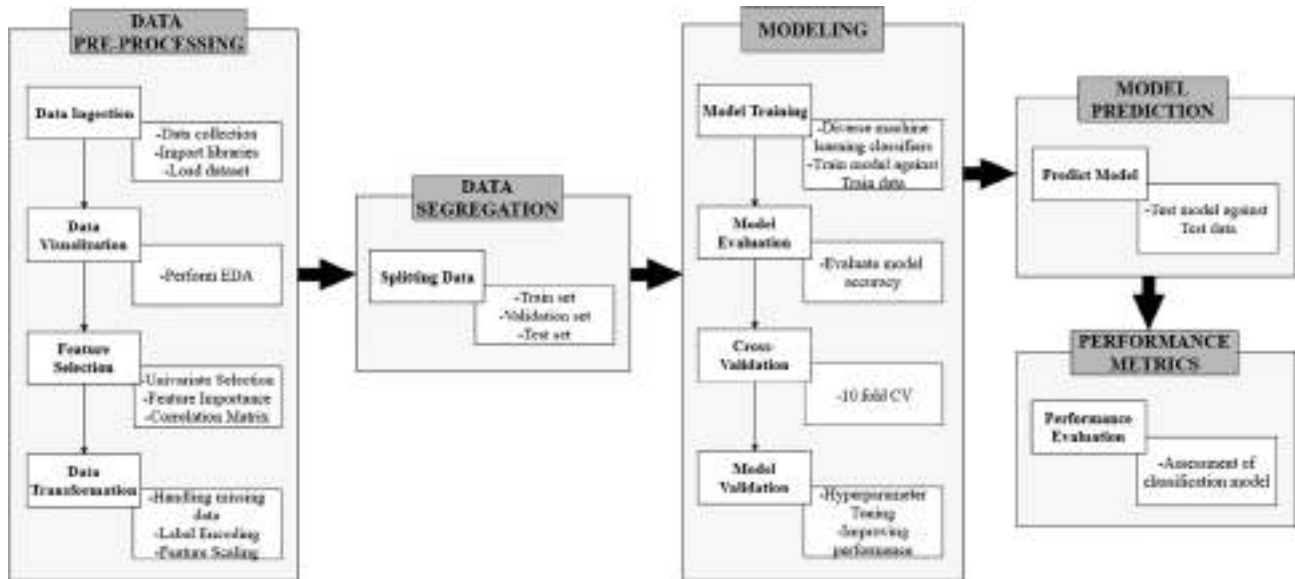 DATA
PRE-PROCESSING
Data Ingestion
-Data collection
-Import libraries
-Load dataset
Data
Visualization
-Perform EDA
Feature
Selection
-Univariate Selection
-Feature Importance
-Correlation Matrix
Data
Transformation
-Handling missing
data
-Label Encoding
-Feature Scaling
DATA
SEGREGATION
Splitting Data
-Train set
-Validation set
-Test set
MODELING
Model Training
-Diverse machine
learning classifiers
-Train model against
Train data
Model
Evaluation
-Evaluate model
accuracy
Cross-
Validation
-10 fold CV
Model
Validation
-Hyperparameter
Tuning
-Improving
performance
MODEL
PREDICTION
Predict Model
-Test model against
Test data
PERFORMANCE
METRICS
Performance
Evaluation
-Assessment of
classification model